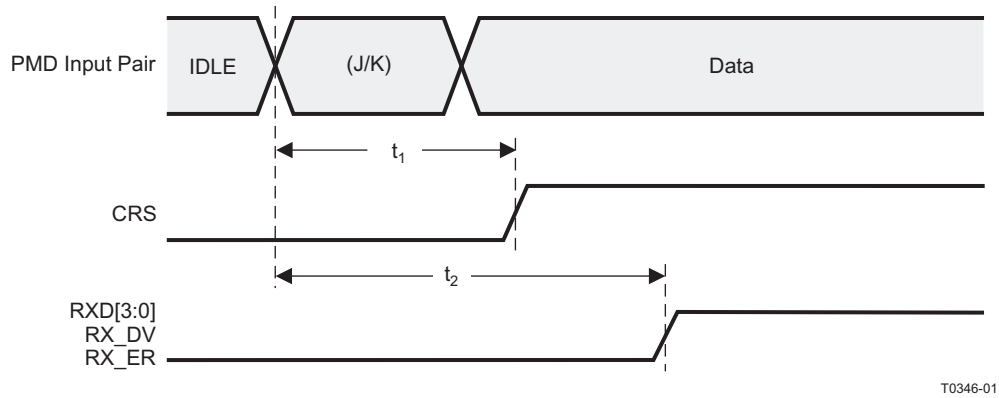 PMD Input Pair
IDLE
(J/K)
Data
t1
CRS
t2
RXD[3:0]
RX_DV
RX_ER
T0346-01